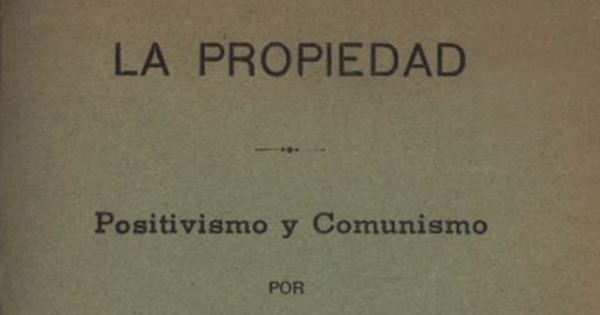 LA PROPIEDAD
Positivismo y Comunismo
POR